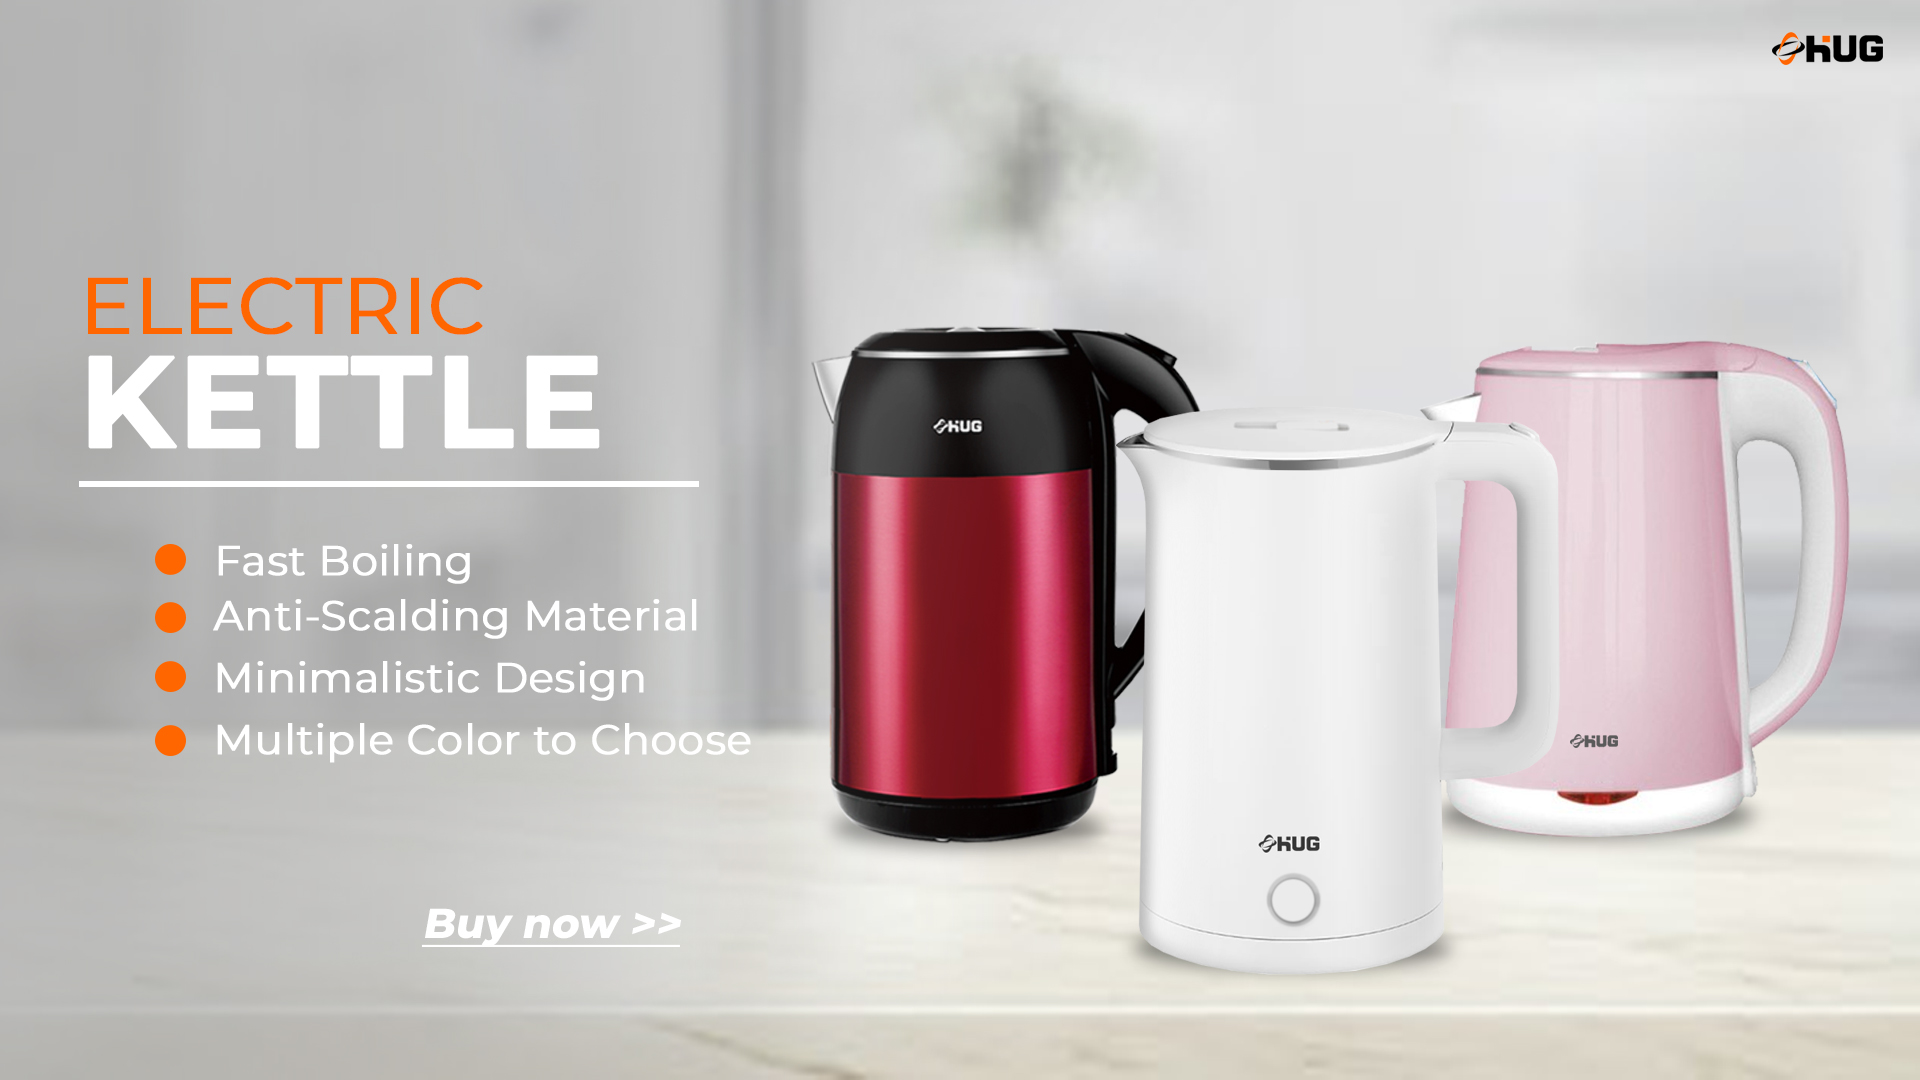 HUG
ELECTRIC
KETTLE
Fast Boiling
Anti-Scalding Material
Minimalistic Design
Multiple Color to Choose
Buy now >>
HUG
HUG
HUG